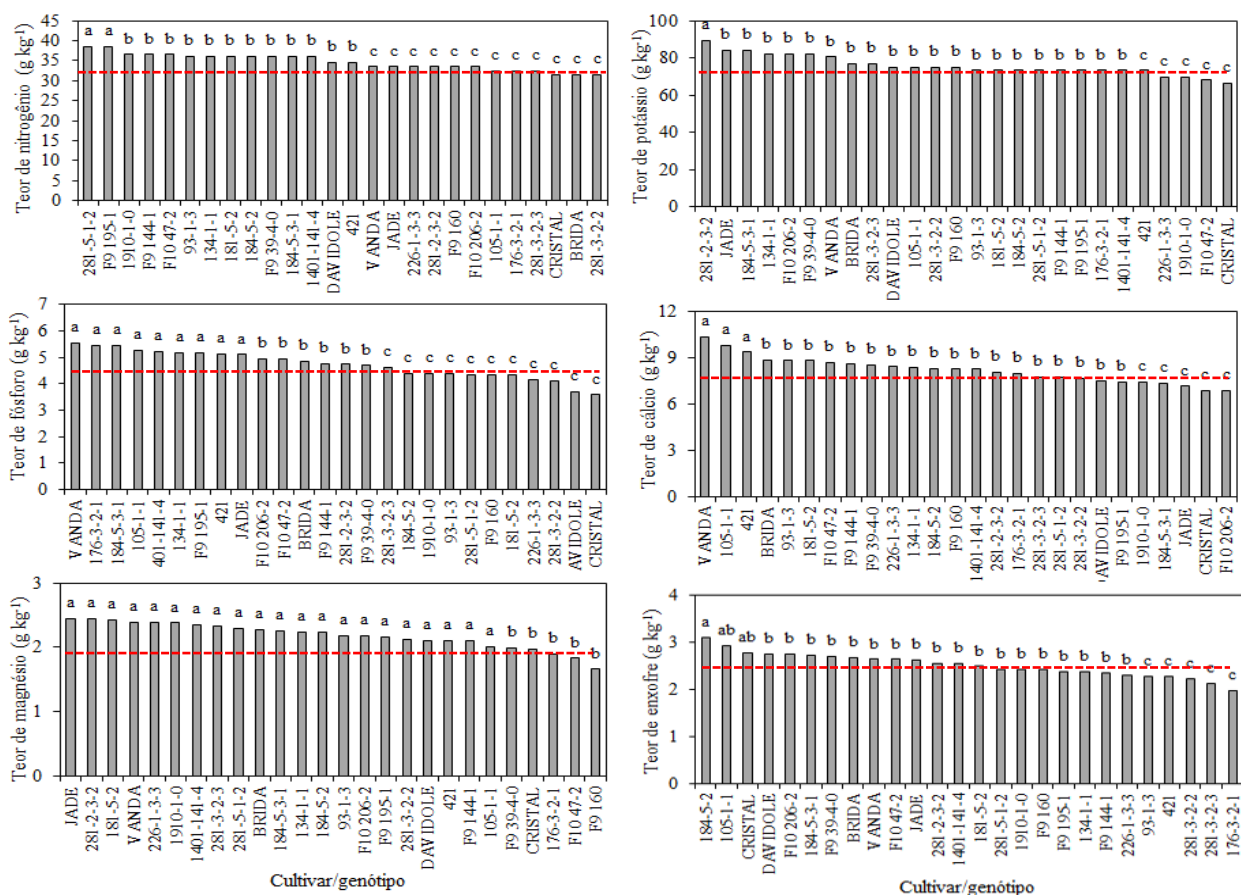 Teor de nitrogênio (g kg-1)
45
40
35
30
25
20
15
10
5
0
a a b b b b b b b b b b b b c c c c c c c c c c c c
281-5-1-2
F9 195-1
1910-1-0
F9 144-1
F10 47-2
93-1-3
134-1-1
181-5-2
184-5-2
F9 39-4-0
184-5-3-1
1401-141-4
DAVIDOLE
421
VANDA
JADE
226-1-3-3
281-2-3-2
F9 160
F10 206-2
105-1-1
176-3-2-1
281-3-2-3
CRISTAL
BRIDA
281-3-2-2
Teor de potássio (g kg-1)
100
80
60
40
20
0
a b b b b b b b b b b b b b b b b b b b b c c c c c
281-2-3-2
JADE
184-5-3-1
134-1-1
F10 206-2
F9 39-4-0
VANDA
BRIDA
281-3-2-3
DAVIDOLE
105-1-1
281-3-2-2
F9 160
93-1-3
181-5-2
184-5-2
281-5-1-2
F9 144-1
F9 195-1
176-3-2-1
1401-141-4
421
226-1-3-3
1910-1-0
F10 47-2
CRISTAL
Teor de fósforo (g kg-1)
7
6
5
4
3
2
1
0
a a a a a a a a a b b b b b b c c c c c c c c c c c
VANDA
176-3-2-1
184-5-3-1
105-1-1
401-141-4
134-1-1
F9 195-1
421
JADE
F10 206-2
F10 47-2
BRIDA
F9 144-1
281-2-3-2
F9 39-4-0
281-3-2-3
184-5-2
1910-1-0
93-1-3
281-5-1-2
F9 160
181-5-2
226-1-3-3
281-3-2-2
AVIDOLE
CRISTAL
Teor de cálcio (g kg-1)
12
9
6
3
0
a a a b b b b b b b b b b b b b b b b b b c c c c c
VANDA
105-1-1
421
BRIDA
93-1-3
181-5-2
F10 47-2
F9 144-1
F9 39-4-0
226-1-3-3
134-1-1
184-5-2
F9 160
1401-141-4
281-2-3-2
176-3-2-1
281-3-2-3
281-5-1-2
281-3-2-2
DAVIDOLE
F9 195-1
1910-1-0
184-5-3-1
JADE
CRISTAL
F10 206-2
Teor de magnésio (g kg-1)
3
2
1
0
a a a a a a a a a a a a a a a a a a a a a b b b b b
JADE
281-2-3-2
181-5-2
VANDA
226-1-3-3
1910-1-0
1401-141-4
281-3-2-3
281-5-1-2
BRIDA
184-5-3-1
134-1-1
184-5-2
93-1-3
F10 206-2
F9 195-1
281-3-2-2
DAVIDOLE
421
F9 144-1
105-1-1
F9 39-4-0
CRISTAL
176-3-2-1
F10 47-2
F9 160
Cultivar/genótipo
Teor de enxofre (g kg-1)
4
3
2
1
0
a ab ab b b b b b b b b b b b b b b b b b b c c c c c
184-5-2
105-1-1
CRISTAL
DAVIDOLE
F10 206-2
184-5-3-1
F9 39-4-0
BRIDA
VANDA
F10 47-2
JADE
281-2-3-2
1401-141-4
181-5-2
281-5-1-2
1910-1-0
F9 160
F9 195-1
134-1-1
F9 144-1
226-1-3-3
93-1-3
421
281-3-2-2
281-3-2-3
176-3-2-1
Cultivar/genótipo